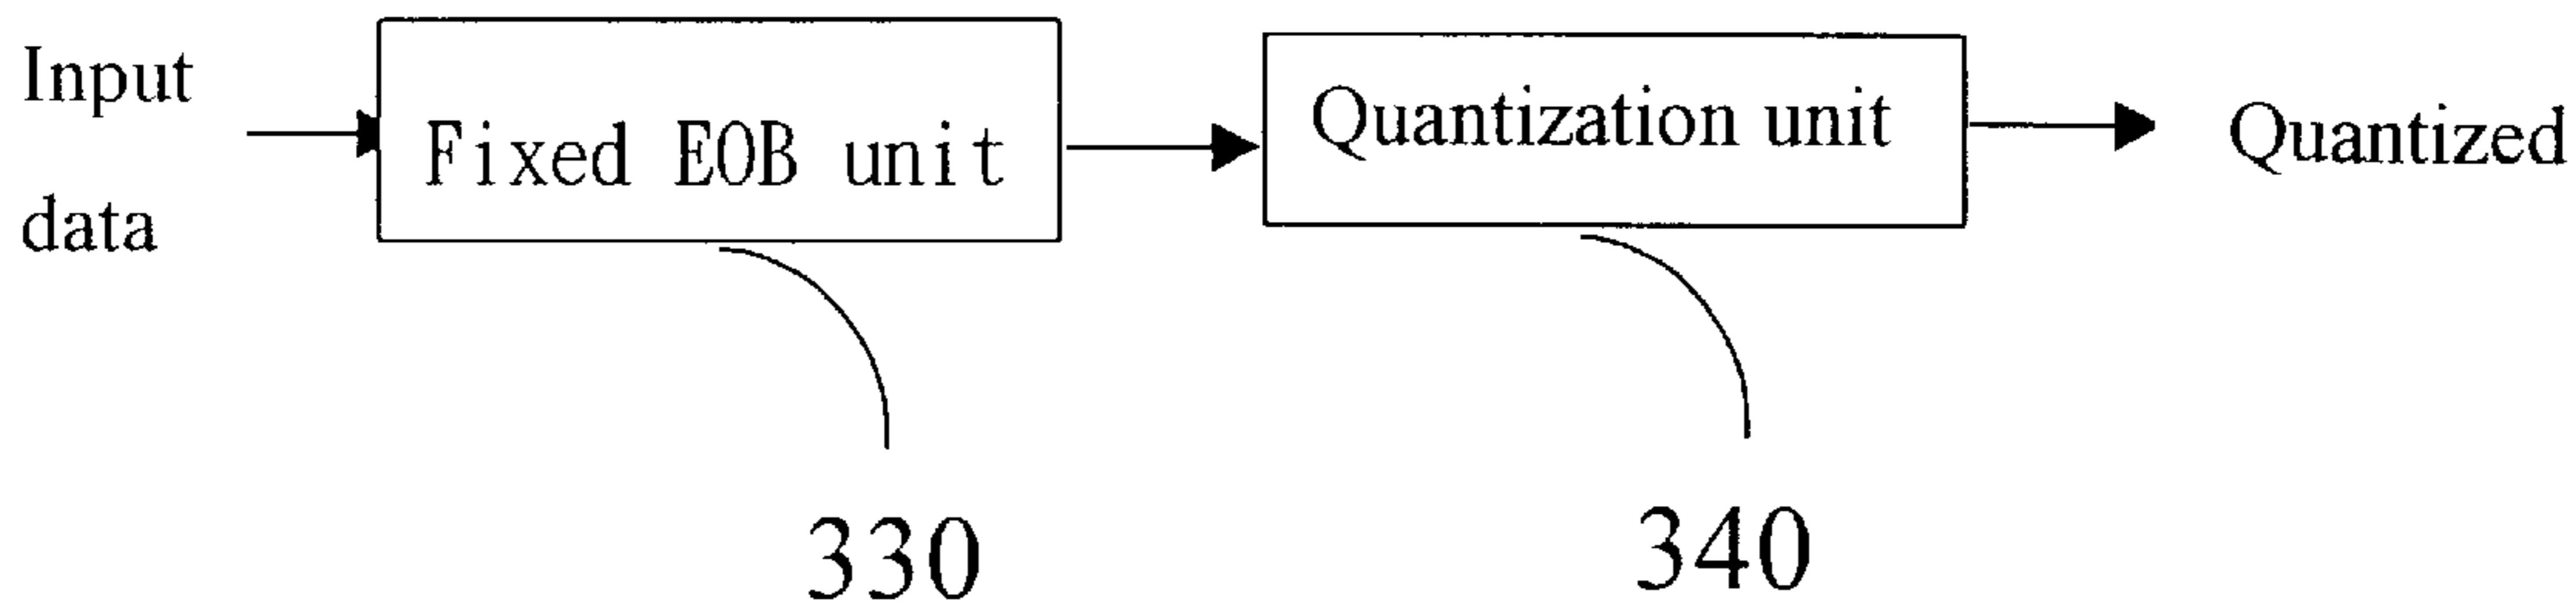 Input
data
Fixed EOB unit
Quantization unit
Quantized
330
340